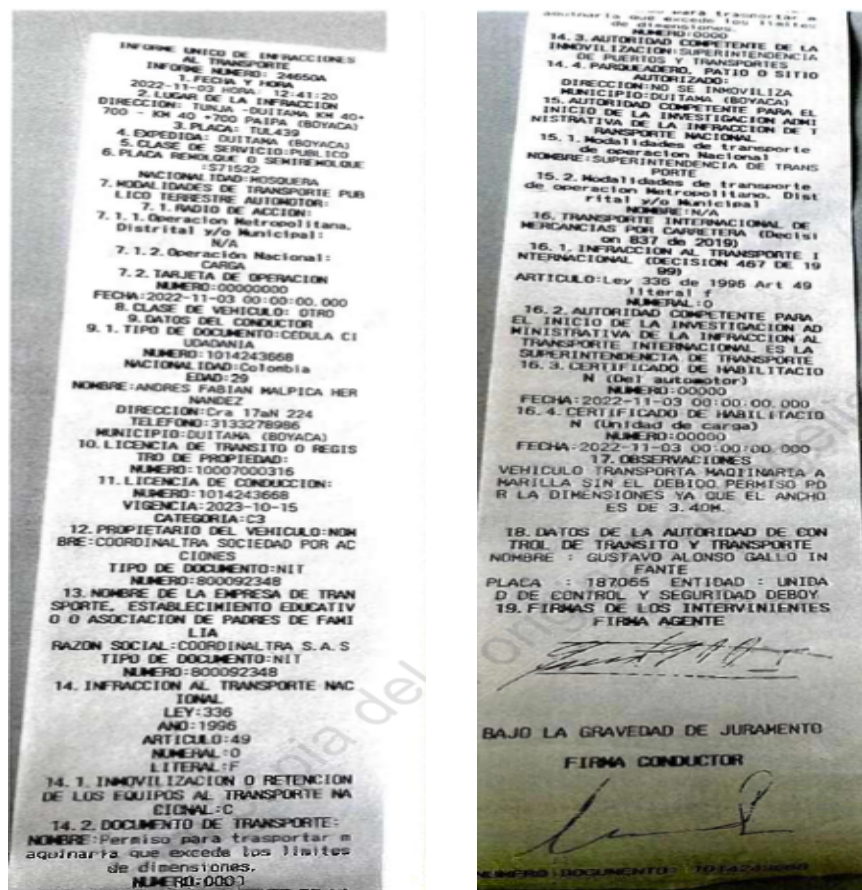 INFORME UNICO DE INFRACCIONES
AL TRANSPORTE
INFORME NUMERO: 24650A
1. FECHA Y HORA
2022-11-03 HORA: 12:41:20
2. LUGAR DE LA INFRACCION
DIRECCION: TUNJA -DUITAMA KM 40+
700 - KM 40 +700 PAIPA (BOYACA)
3. PLACA: TUL439
4. EXPEDIDA: DUITAMA (BOYACA)
5. CLASE DE SERVICIO:PUBLICO
6. PLACA REMOLQUE O SEMIREMOLQUE
:S71522
NACIONALIDAD:MOSQUERA
7. MODALIDADES DE TRANSPORTE PUB
LICO TERRESTRE AUTOMOTOR:
7. 1. RADIO DE ACCION:
7. 1. 1. Operacion Metropolitana,
Distrital y/o Municipal:
N/A
7. 1. 2. Operación Nacional:
CARGA
7. 2. TARJETA DE OPERACION
NUMERO:00000000
FECHA:2022-11-03 00:00:00.000
8. CLASE DE VEHICULO: OTRO
9. DATOS DEL CONDUCTOR
9. 1. TIPO DE DOCUMENTO:CEDULA CI
UDADANIA
NUMERO:1014243668
NACIONALIDAD:Colombia
EDAD:29
NOMBRE:ANDRES FABIAN MALPICA HER
NANDEZ
DIRECCION:Cra 17aN 224
TELEFONO:3133278986
MUNICIPIO:DUITAMA (BOYACA)
10. LICENCIA DE TRANSITO O REGIS
TRO DE PROPIEDAD:
NUMERO:10007000316
11. LICENCIA DE CONDUCCION:
NUMERO:1014243668
VIGENCIA:2023-10-15
CATEGORIA:C3
12. PROPIETARIO DEL VEHICULO:NOM
BRE:COORDINALTRA SOCIEDAD POR AC
CIONES
TIPO DE DOCUMENTO:NIT
NUMERO:800092348
13. NOMBRE DE LA EMPRESA DE TRAN
SPORTE, ESTABLECIMIENTO EDUCATIV
O O ASOCIACION DE PADRES DE FAMI
LIA
RAZON SOCIAL:COORDINALTRA S.A.S
TIPO DE DOCUMENTO:NIT
NUMERO:800092348
14. INFRACCION AL TRANSPORTE NAC
IONAL
LEY:336
ANO:1996
ARTICULO:49
NUMERAL:0
LITERAL:F
14. 1. INMOVILIZACION O RETENCION
DE LOS EQUIPOS AL TRANSPORTE NA
CIONAL:C
14. 2. DOCUMENTO DE TRANSPORTE:
NOMBRE:Permiso para trasportar m
aquinaria que excede los limites
de dimensiones.
NUMERO:0000
para trasportar m
aquinaria que excede los limites
de dimensiones.
NUMERO:0000
14. 3. AUTORIDAD COMPETENTE DE LA
INMOVILIZACION:SUPERINTENDENCIA
DE PUERTOS Y TRANSPORTES
14. 4. PARQUEADERO, PATIO O SITIO
AUTORIZADO:
DIRECCION:NO SE INMOVILIZA
MUNICIPIO:DUITAMA (BOYACA)
15. AUTORIDAD COMPETENTE PARA EL
INICIO DE LA INVESTIGACION ADMI
NISTRATIVA DE LA INFRACCION DE T
RANSPORTE NACIONAL
15. 1. Modalidades de transporte
de operacion Nacional
NOMBRE:SUPERINTENDENCIA DE TRANS
PORTE
15. 2. Modalidades de transporte
de operacion Metropolitano, Dist
rital y/o Municipal
NOMBRE:N/A
16. TRANSPORTE INTERNACIONAL DE
MERCANCIAS POR CARRETERA (Decisi
on 837 de 2019)
16. 1. INFRACCION AL TRANSPORTE I
NTERNACIONAL (DECISION 467 DE 19
99)
ARTICULO:Ley 336 de 1996 Art 49
literal f
NUMERAL:0
16. 2. AUTORIDAD COMPETENTE PARA
EL INICIO DE LA INVESTIGACION AD
MINISTRATIVA DE LA INFRACCION AL
TRANSPORTE INTERNACIONAL ES LA
SUPERINTENDENCIA DE TRANSPORTE
16. 3. CERTIFICADO DE HABILITACIO
N (Del automotor)
NUMERO:00000
FECHA:2022-11-03 00:00:00.000
16. 4. CERTIFICADO DE HABILITACIO
N (Unidad de carga)
NUMERO:00000
FECHA:2022-11-03 00:00:00.000
17. OBSERVACIONES
VEHICULO TRANSPORTA MAQIINARIA A
MARILLA SIN EL DEBIDO PERMISO PO
R LA DIMENSIONES YA QUE EL ANCHO
ES DE 3.40M.
18. DATOS DE LA AUTORIDAD DE CON
TROL DE TRANSITO Y TRANSPORTE
NOMBRE : GUSTAVO ALONSO GALLO IN
FANTE
PLACA : 187055 ENTIDAD : UNIDA
D DE CONTROL Y SEGURIDAD DEBOY
19. FIRMAS DE LOS INTERVINIENTES
FIRMA AGENTE
BAJO LA GRAVEDAD DE JURAMENTO
FIRMA CONDUCTOR
NUMERO DOCUMENTO: